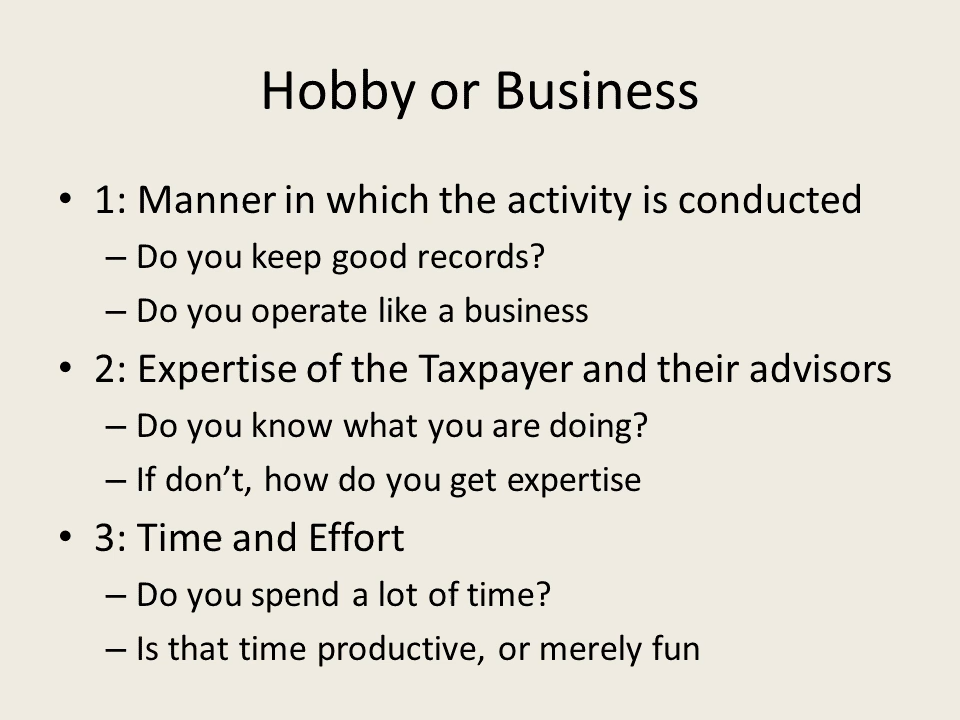 Hobby or Business
• 1: Manner in which the activity is conducted
– Do you keep good records?
– Do you operate like a business
• 2: Expertise of the Taxpayer and their advisors
– Do you know what you are doing?
– If don’t, how do you get expertise
• 3: Time and Effort
– Do you spend a lot of time?
– Is that time productive, or merely fun